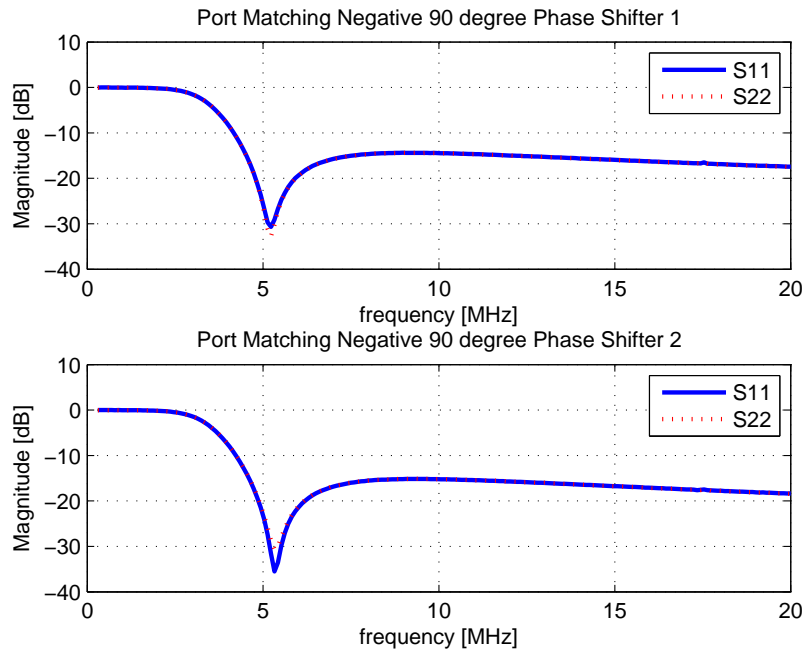 Port Matching Negative 90 degree Phase Shifter 1
10
0
−10
−20
−30
−40
Magnitude [dB]
S11
S22
0 5 10 15 20
frequency [MHz]
Port Matching Negative 90 degree Phase Shifter 2
10
0
−10
−20
−30
−40
Magnitude [dB]
S11
S22
0 5 10 15 20
frequency [MHz]